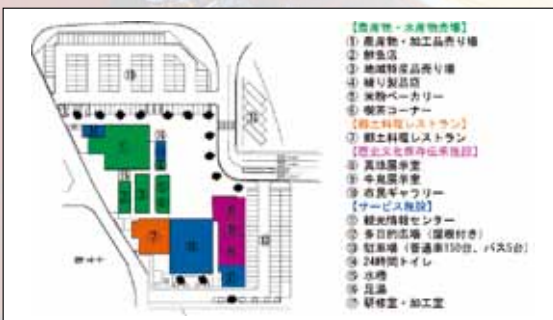 【農産物・水産物売場】
① 農産物・加工品売り場
② 鮮魚店
③ 地域特産品売り場
④ 練り製品店
⑤ 米粉ベーカリー
⑥ 喫茶コーナー
【郷土料理レストラン】
⑦ 郷土料理レストラン
【歴史文化保存伝承施設】
⑧ 真珠展示室
⑨ 牛鬼展示室
⑩ 市民ギャラリー
【サービス施設】
⑪ 観光情報センター
⑫ 多目的広場(屋根付き)
⑬ 駐車場(普通車150台、バス5台)
⑭ 24時間トイレ
⑮ 水槽
⑯ 足湯
⑰ 研修室・加工室